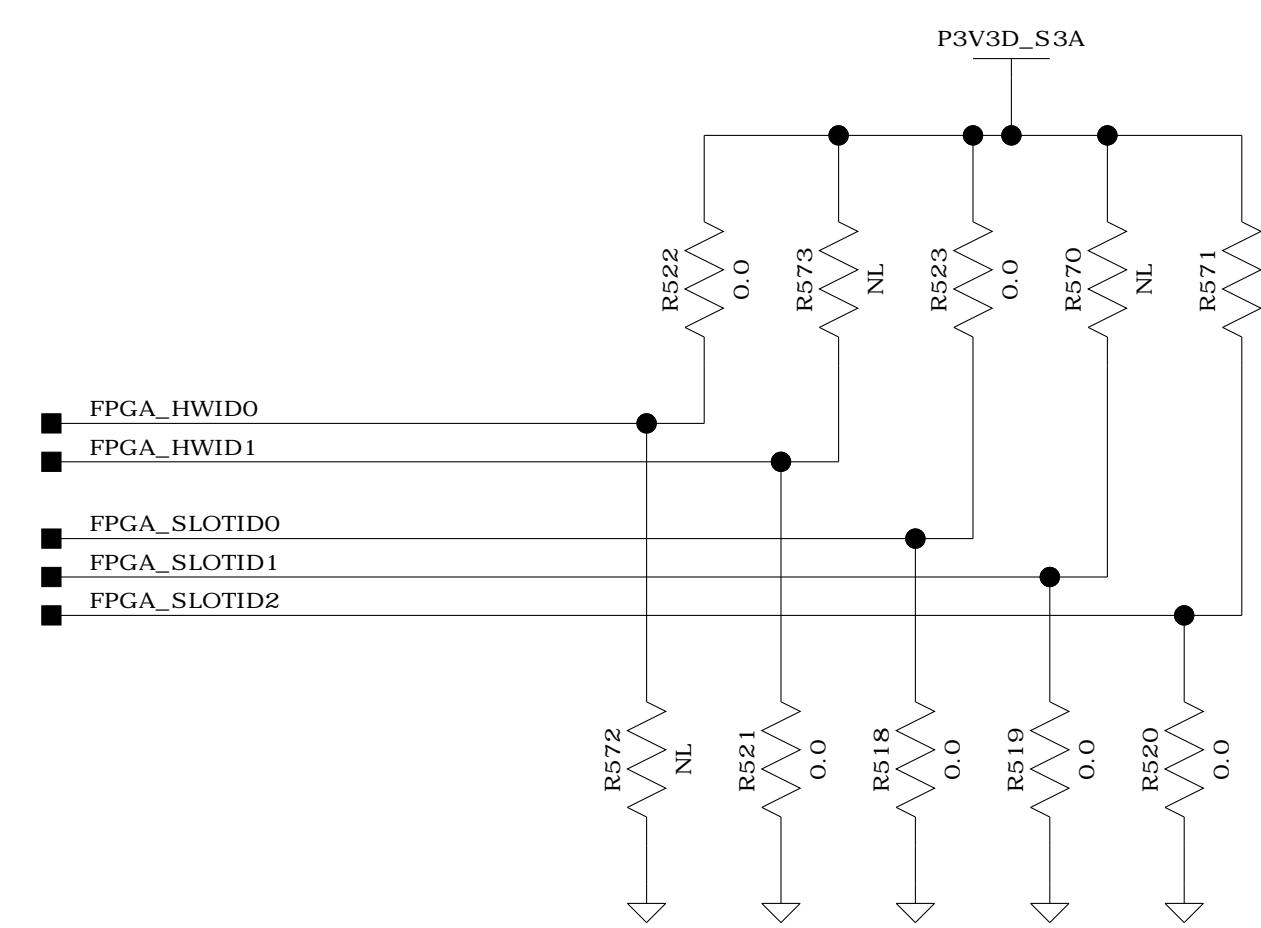 P3V3D_S3A
R522
0.0
R573
NL
R523
0.0
R570
NL
R571
FPGA_HWID0
FPGA_HWID1
FPGA_SLOTID0
FPGA_SLOTID1
FPGA_SLOTID2
R572
NL
R521
0.0
R518
0.0
R519
0.0
R520
0.0